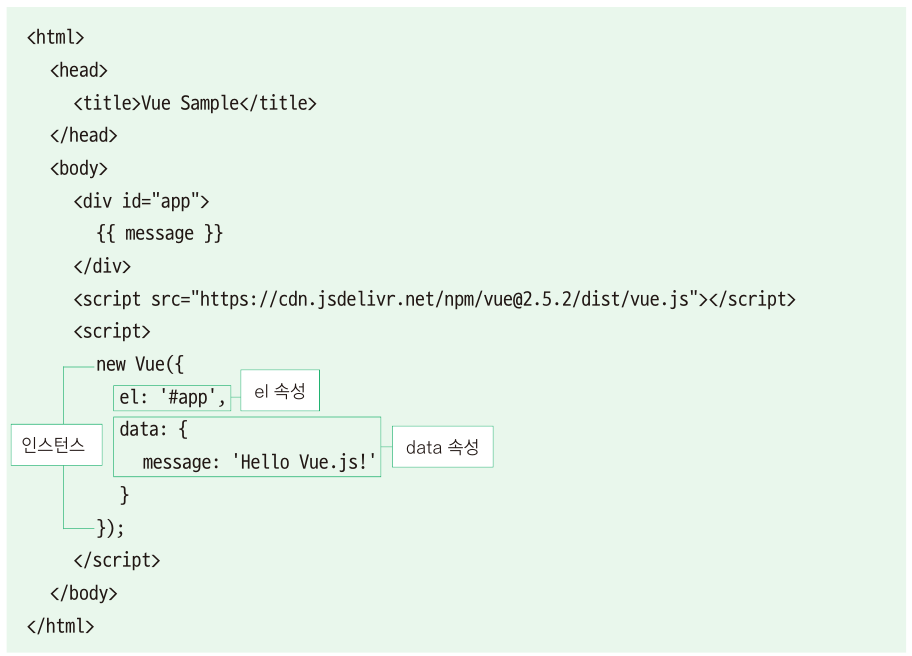 <html>
<head>
<title>Vue Sample</title>
</head>
<body>
<div id="app">
{{ message }}
</div>
<script src="https://cdn.jsdelivr.net/npm/vue@2.5.2/dist/vue.js"></script>
<script>
new Vue({
el: '#app',
el 속성
data: {
인스턴스
data 속성
message: 'Hello Vue.js!'
}
});
</script>
</body>
</html>